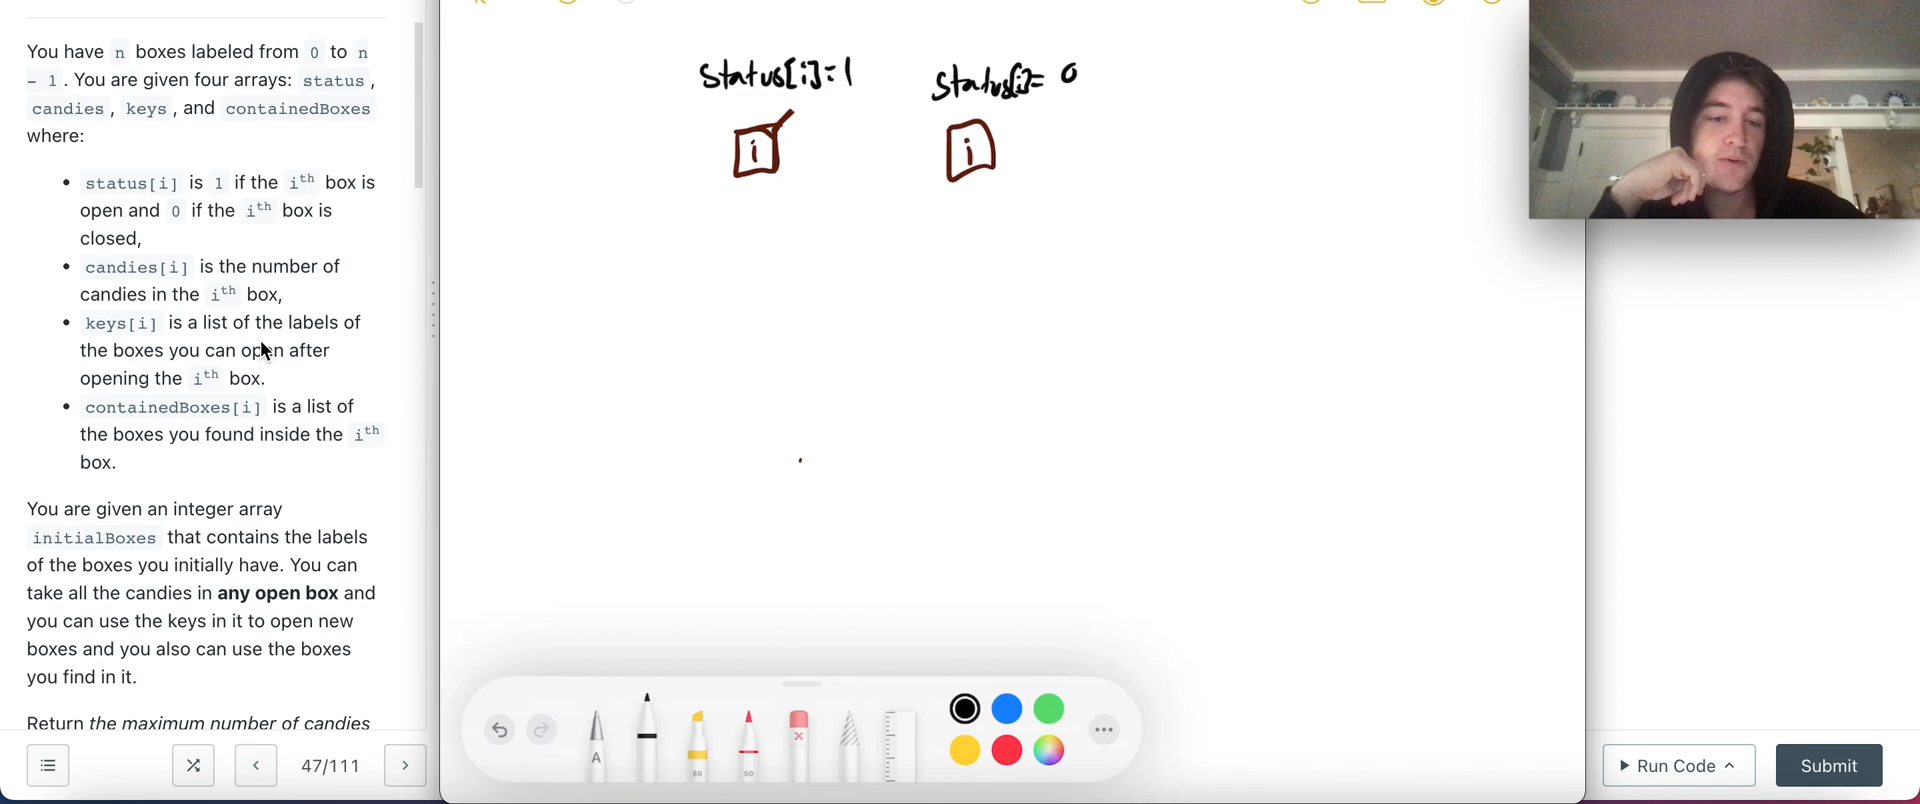 You have n boxes labeled from 0 to n
- 1. You are given four arrays: status,
candies, keys, and containedBoxes
where:
• status[i] is 1 if the ith box is
open and 0 if the ith box is
closed,
• candies[i] is the number of
candies in the ith box,
• keys[i] is a list of the labels of
the boxes you can open after
opening the ith box.
• containedBoxes[i] is a list of
the boxes you found inside the ith
box.
You are given an integer array
initialBoxes that contains the labels
of the boxes you initially have. You can
take all the candies in any open box and
you can use the keys in it to open new
boxes and you also can use the boxes
you find in it.
Return the maximum number of candies
47/111
status[i]=1
i
status[i]= 0
i
A
80
50
Run Code
Submit